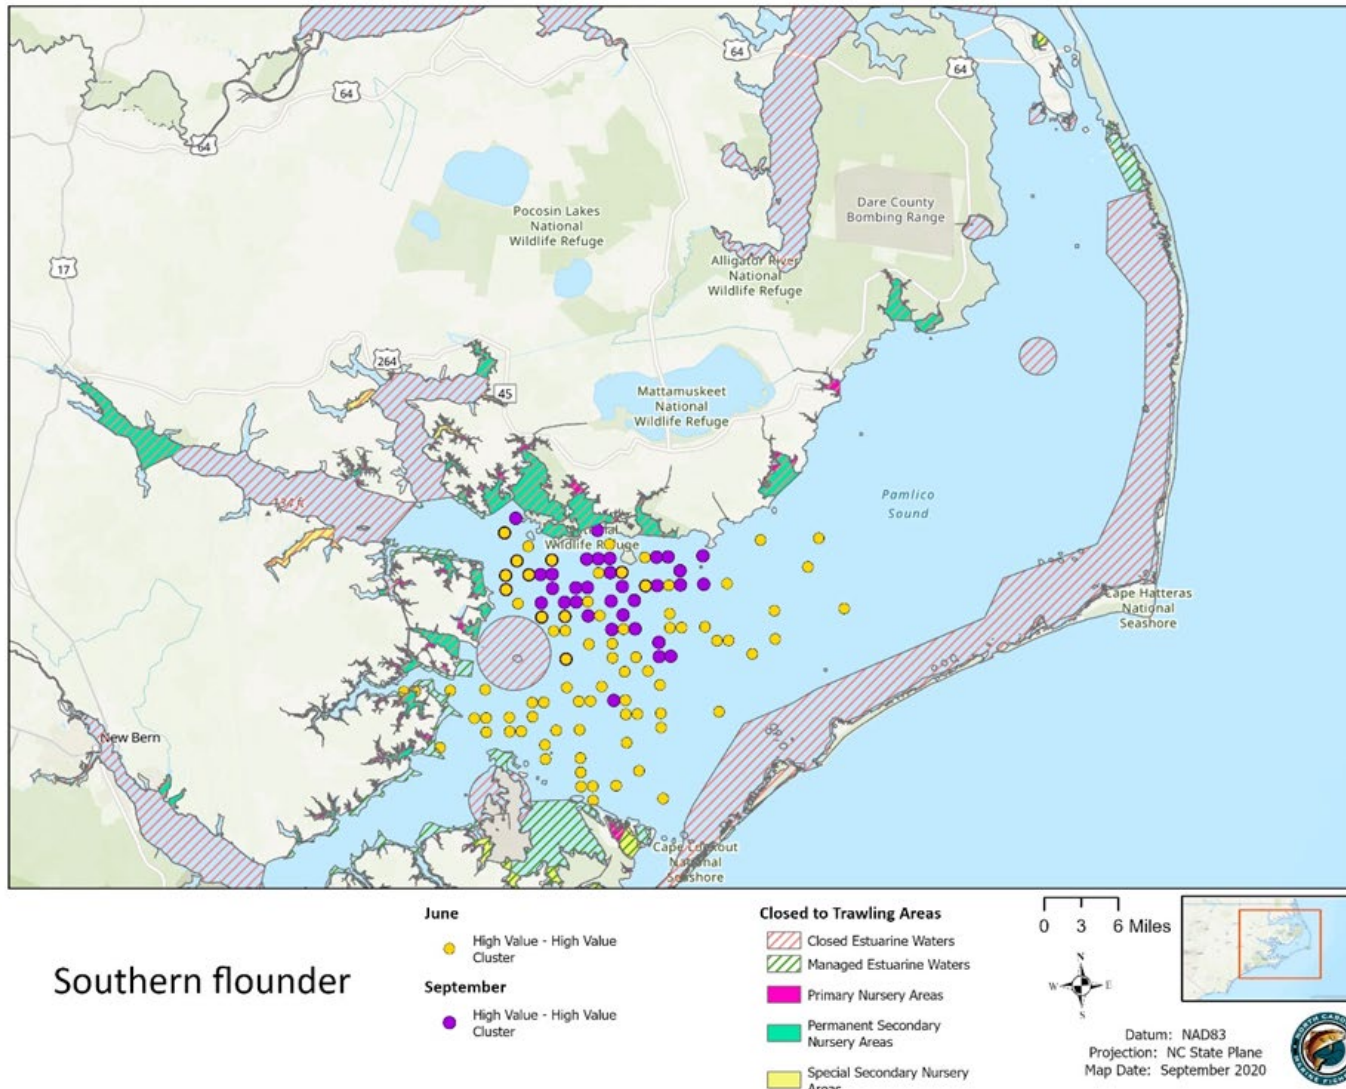 64
64
64
64
Pocosin Lakes
National
Wildlife Refuge
Dare County
Bombing Range
17
Alligator River
National
Wildlife Refuge
264
45
Mattamuskeet
National
Wildlife Refuge
134 ft
Pamlico
Sound
Wildlife Refuge
Cape Hatteras
National
Seashore
New Bern
Cape Lookout
National
Seashore
June
High Value - High Value
Cluster
September
High Value - High Value
Cluster
Southern flounder
Closed to Trawling Areas
Closed Estuarine Waters
Managed Estuarine Waters
Primary Nursery Areas
Permanent Secondary
Nursery Areas
Special Secondary Nursery
Areas
0 3 6 Miles
N
W E
S
Datum: NAD83
Projection: NC State Plane
Map Date: September 2020